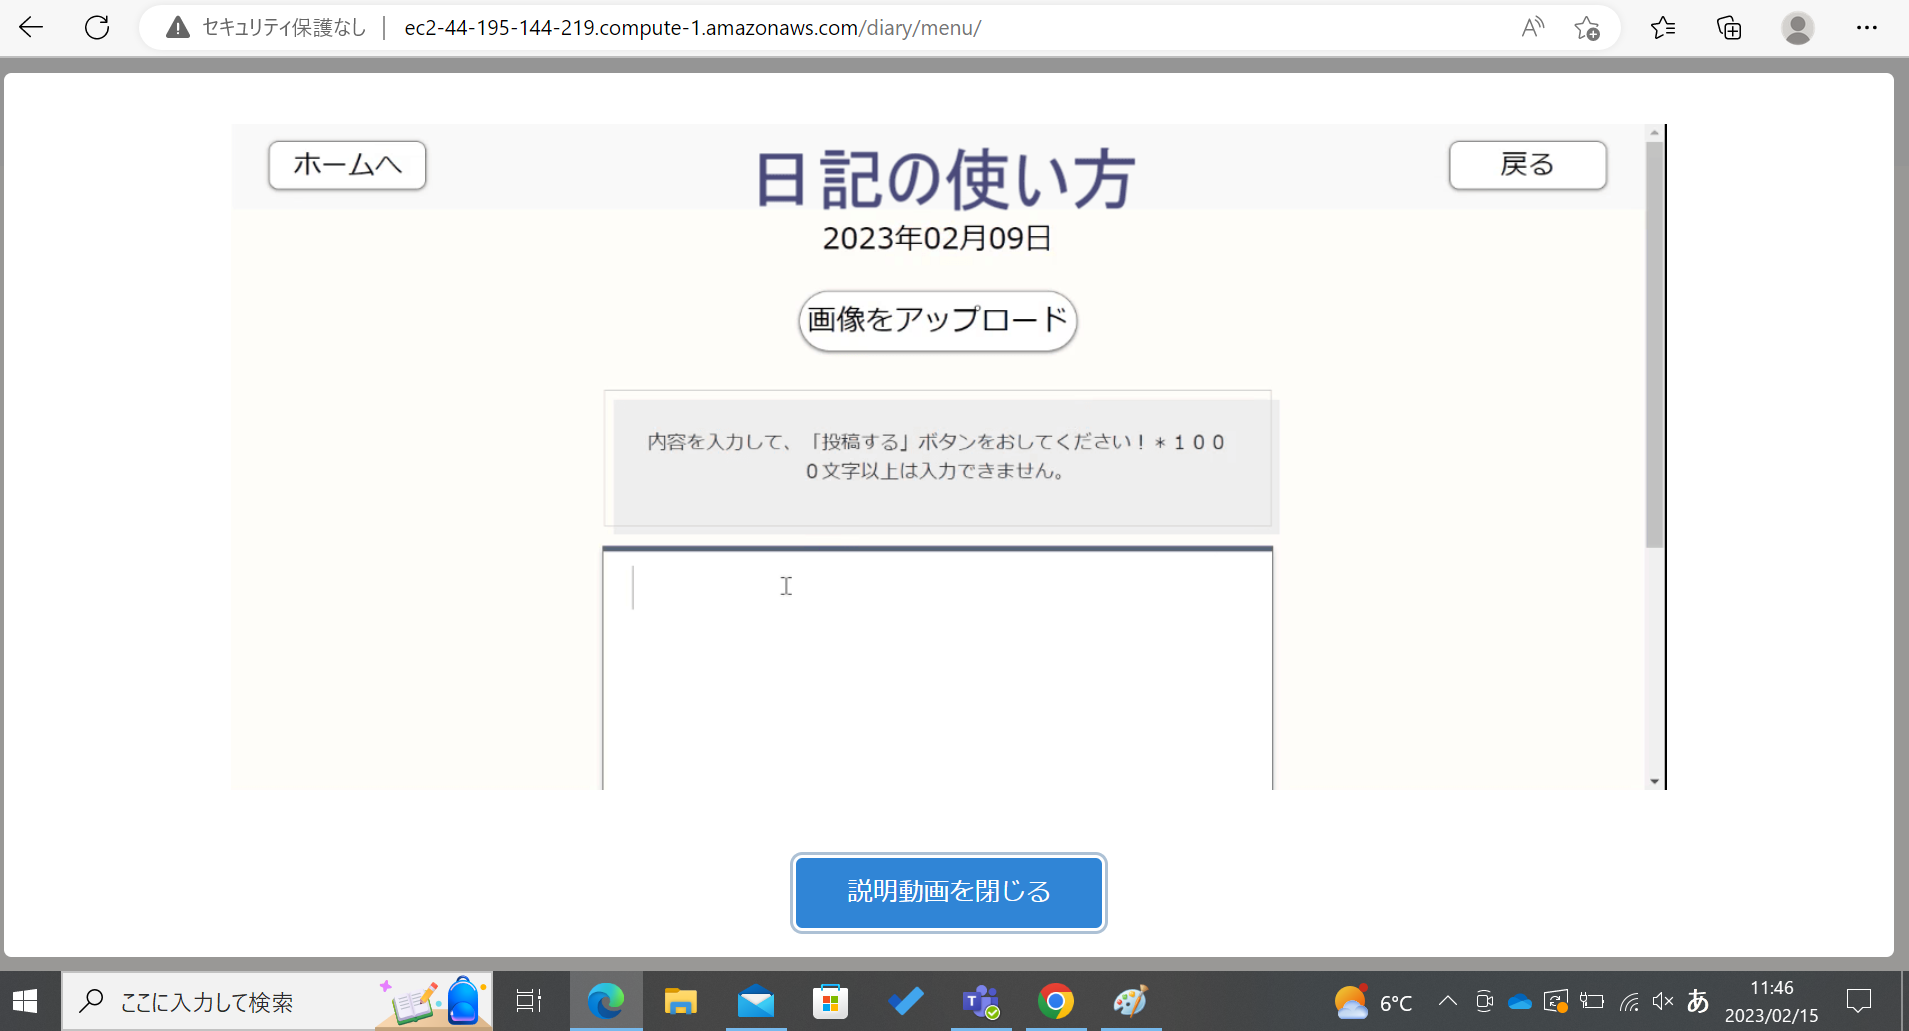 セキュリティ保護なし
ec2-44-195-144-219.compute-1.amazonaws.com/diary/menu/
ホームへ
日記の使い方
戻る
2023年02月09日
画像をアップロード
内容を入力して、「投稿する」ボタンをおしてください！＊１００
０文字以上は入力できません。
説明動画を閉じる
ここに入力して検索
6°C
あ
11:46
2023/02/15